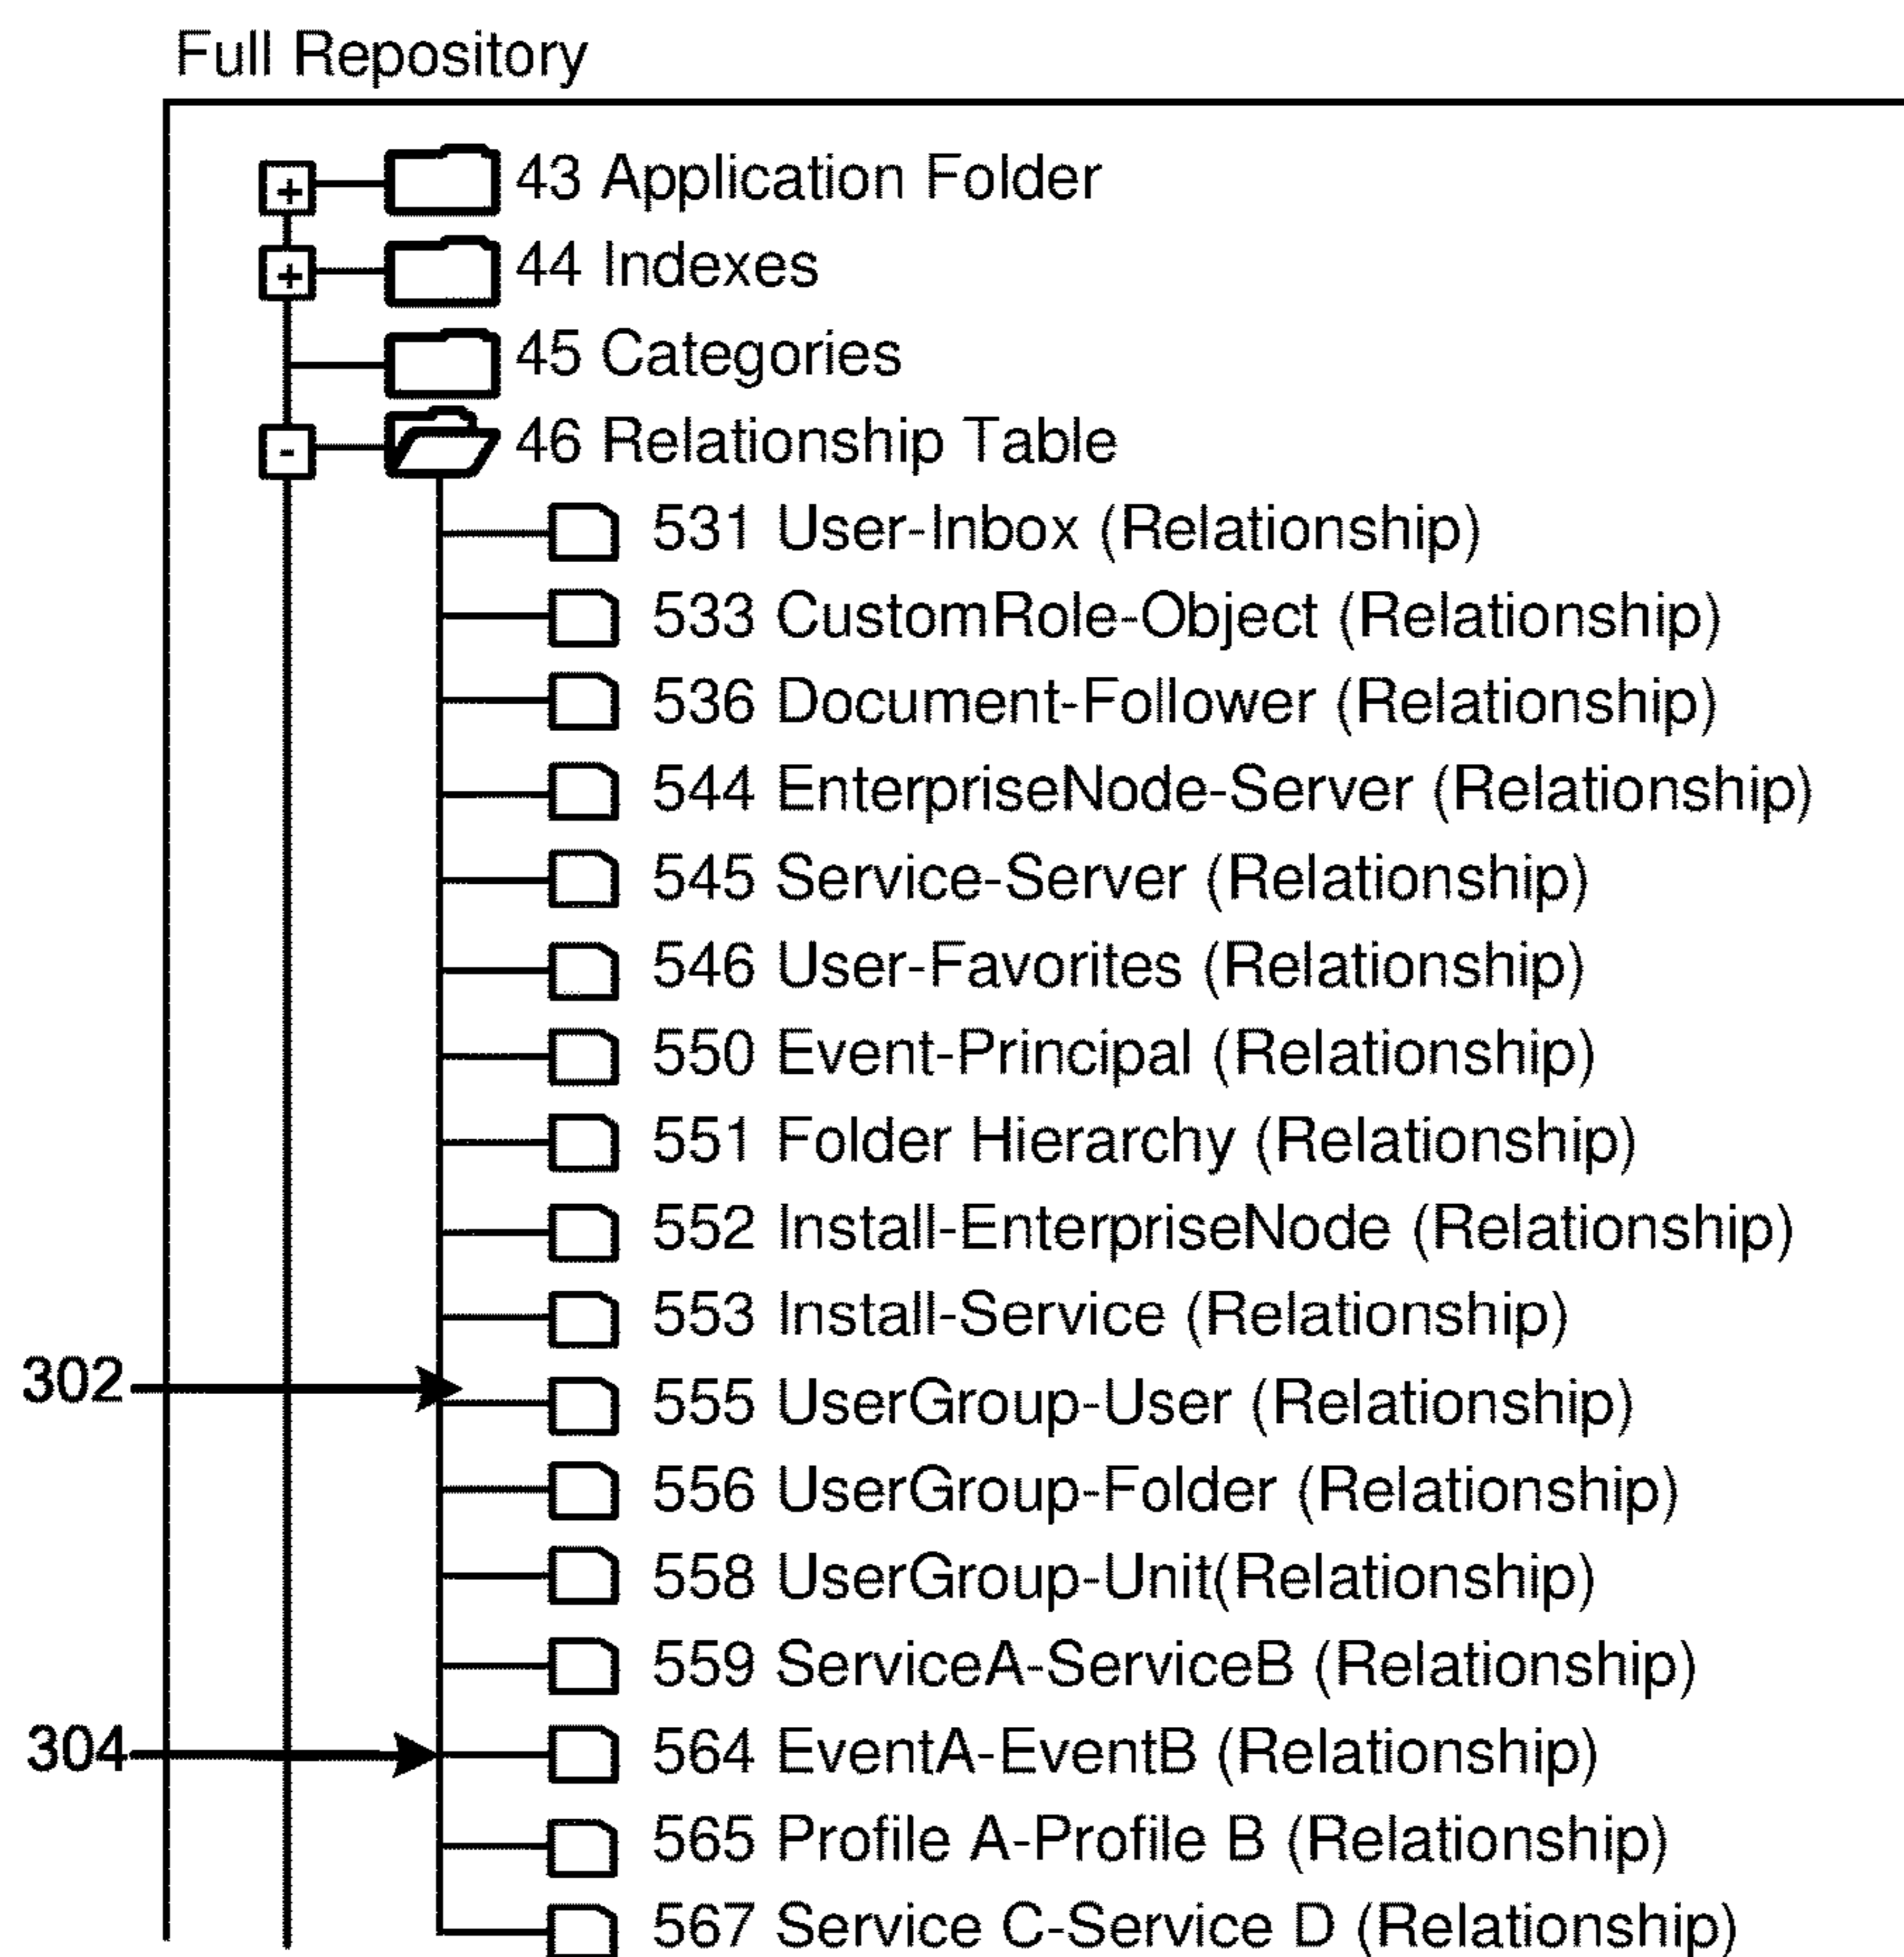 Full Repository
+ 43 Application Folder
+ 44 Indexes
45 Categories
- 46 Relationship Table
531 User-Inbox (Relationship)
533 CustomRole-Object (Relationship)
536 Document-Follower (Relationship)
544 EnterpriseNode-Server (Relationship)
545 Service-Server (Relationship)
546 User-Favorites (Relationship)
550 Event-Principal (Relationship)
551 Folder Hierarchy (Relationship)
552 Install-EnterpriseNode (Relationship)
553 Install-Service (Relationship)
302
555 UserGroup-User (Relationship)
556 UserGroup-Folder (Relationship)
558 UserGroup-Unit(Relationship)
559 ServiceA-ServiceB (Relationship)
304
564 EventA-EventB (Relationship)
565 Profile A-Profile B (Relationship)
567 Service C-Service D (Relationship)